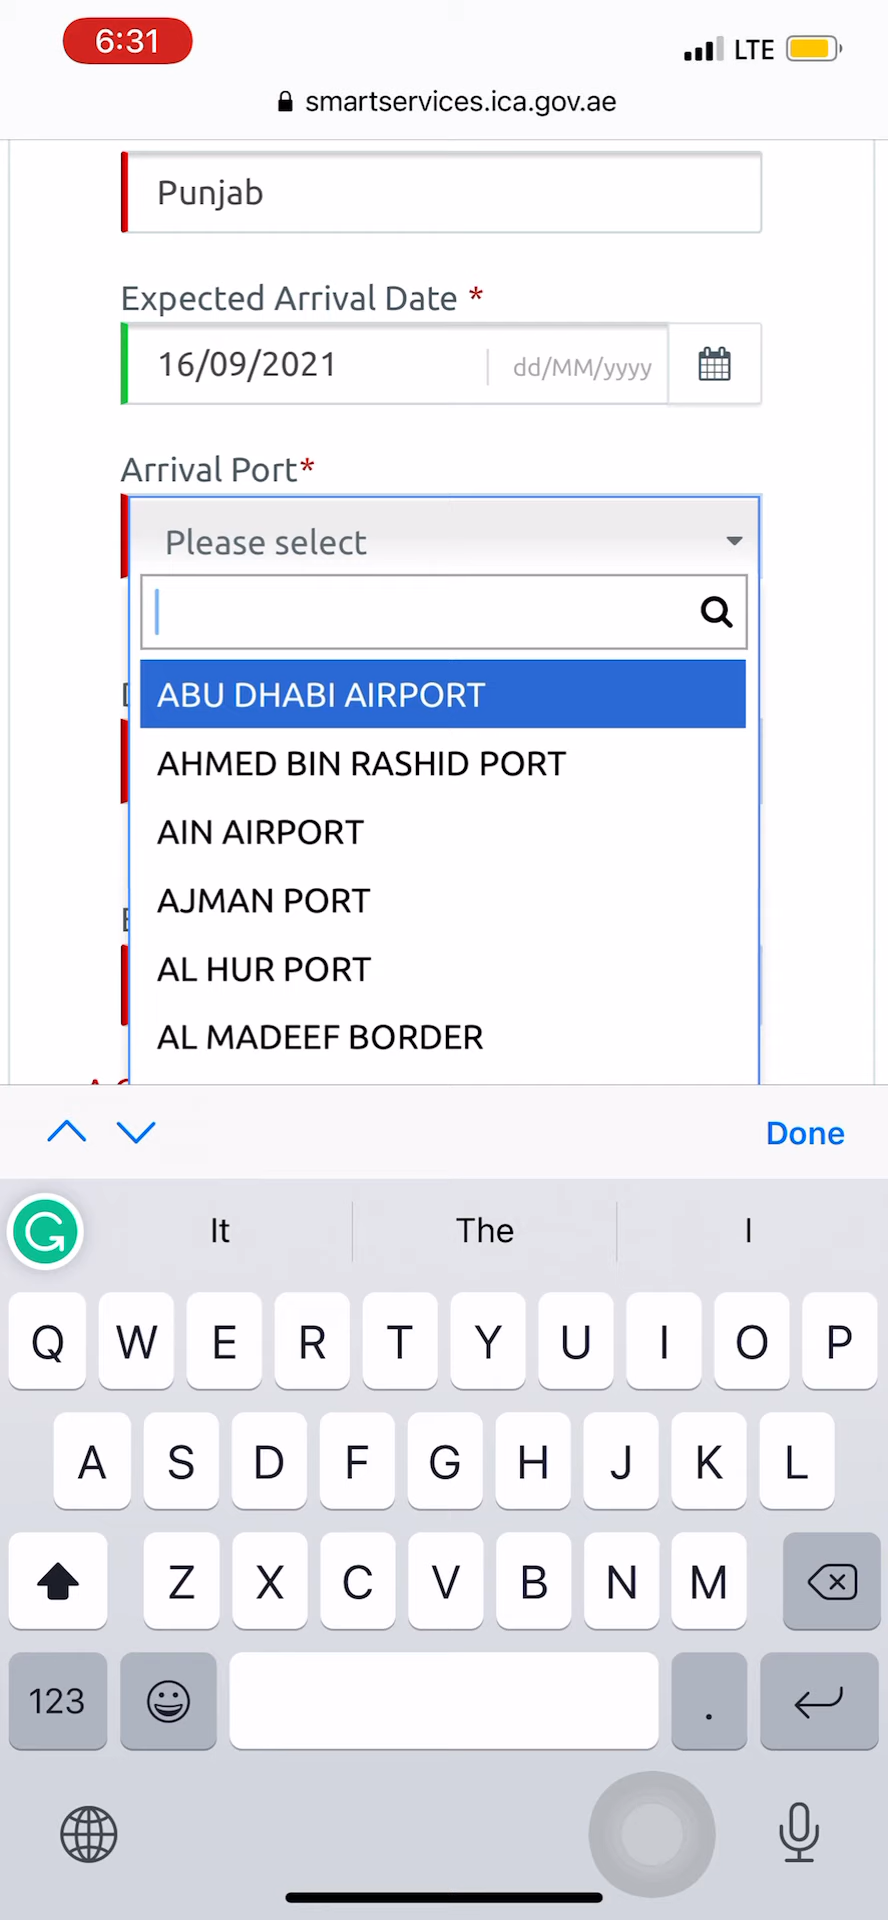 6:31
LTE
smartservices.ica.gov.ae
Punjab
Expected Arrival Date *
16/09/2021
dd/MM/yyyy
Arrival Port*
Please select
ABU DHABI AIRPORT
AHMED BIN RASHID PORT
AIN AIRPORT
AJMAN PORT
AL HUR PORT
AL MADEEF BORDER
Done
It The I
Q W E R T Y U I O P
A S D F G H J K L
Z X C V B N M
123 .